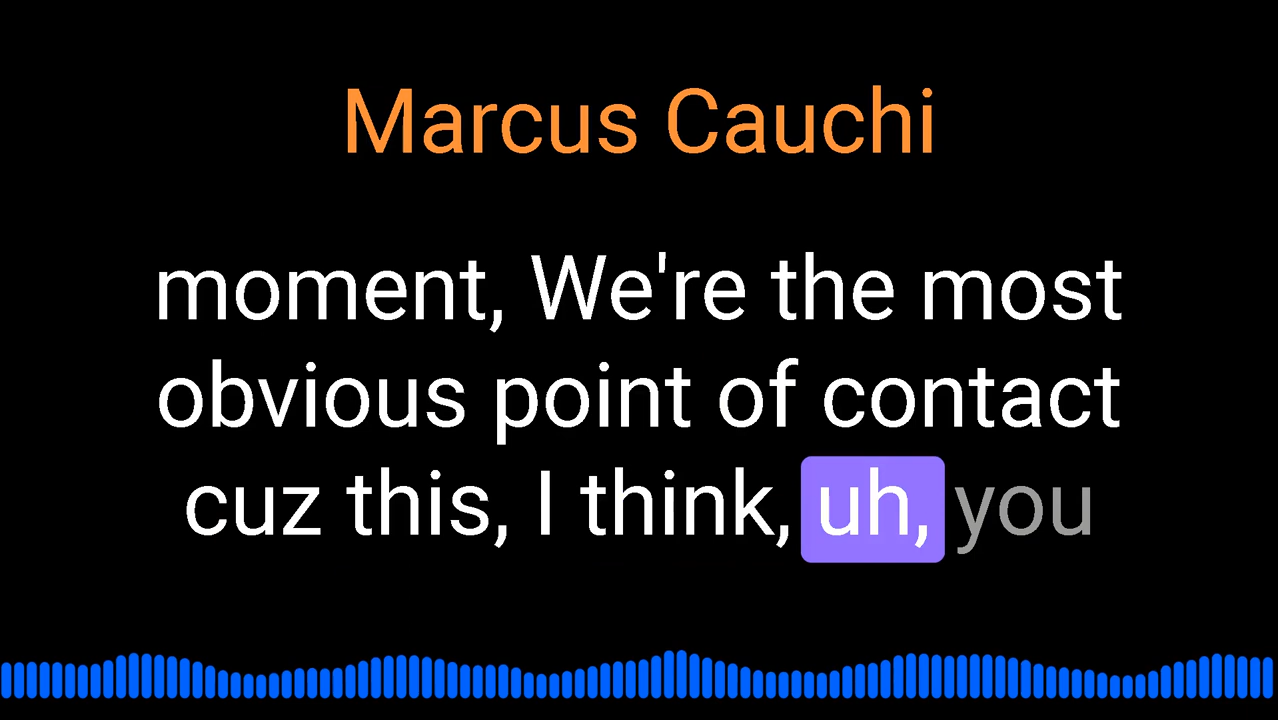 Marcus Cauchi
moment, We're the most
obvious point of contact
cuz this, I think, uh, you